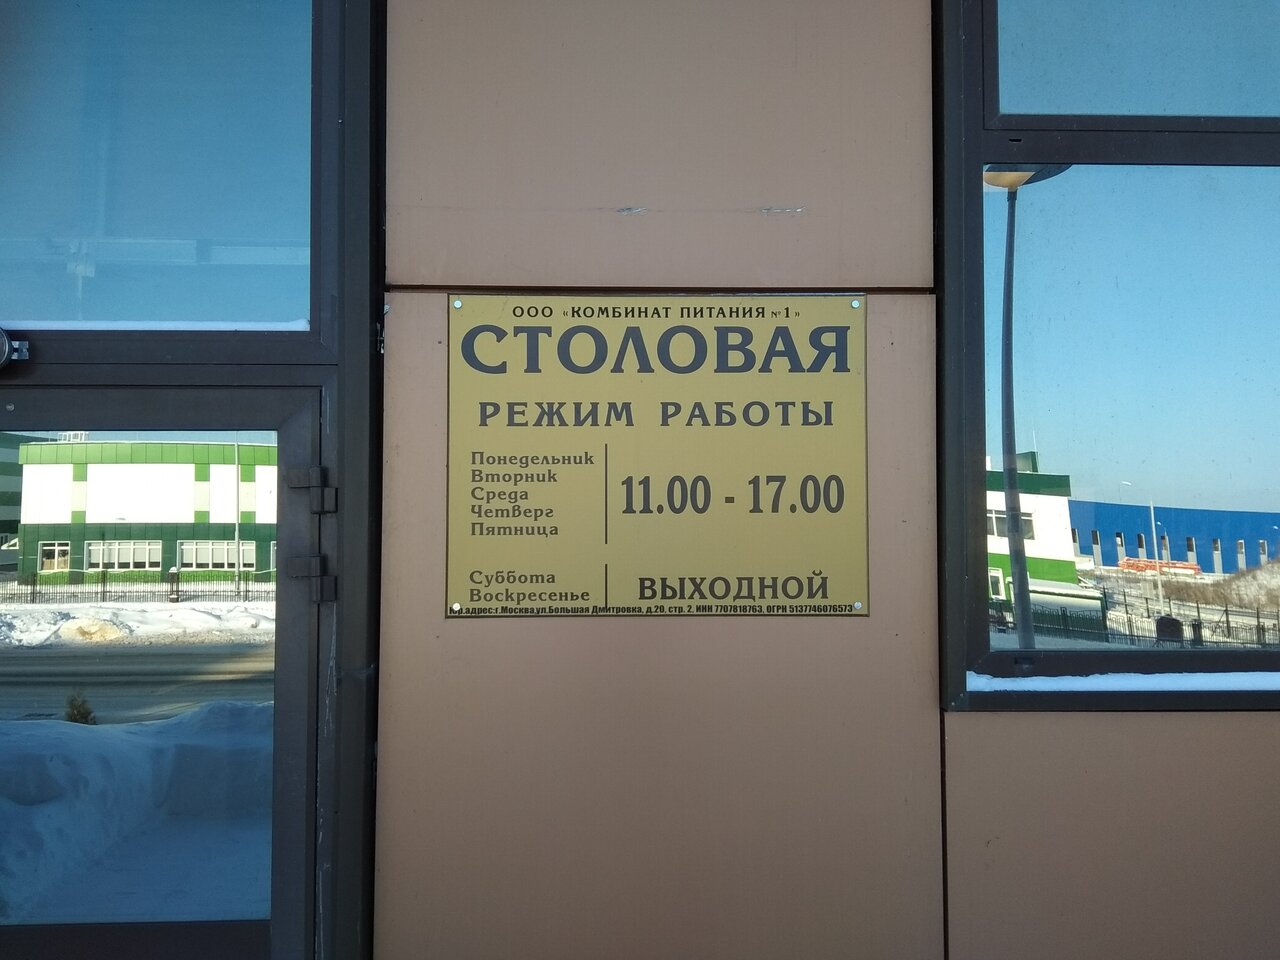 ООО «КОМБИНАТ ПИТАНИЯ №1»
СТОЛОВАЯ
РЕЖИМ РАБОТЫ
Понедельник
Вторник
Среда
Четверг
Пятница
11.00 - 17.00
Суббота
Воскресенье
ВЫХОДНОЙ
Юр.адрес:г.Москва,ул.Большая Дмитровка, д.20, стр. 2. ИНН 7707818763, ОГРН 5137746076573